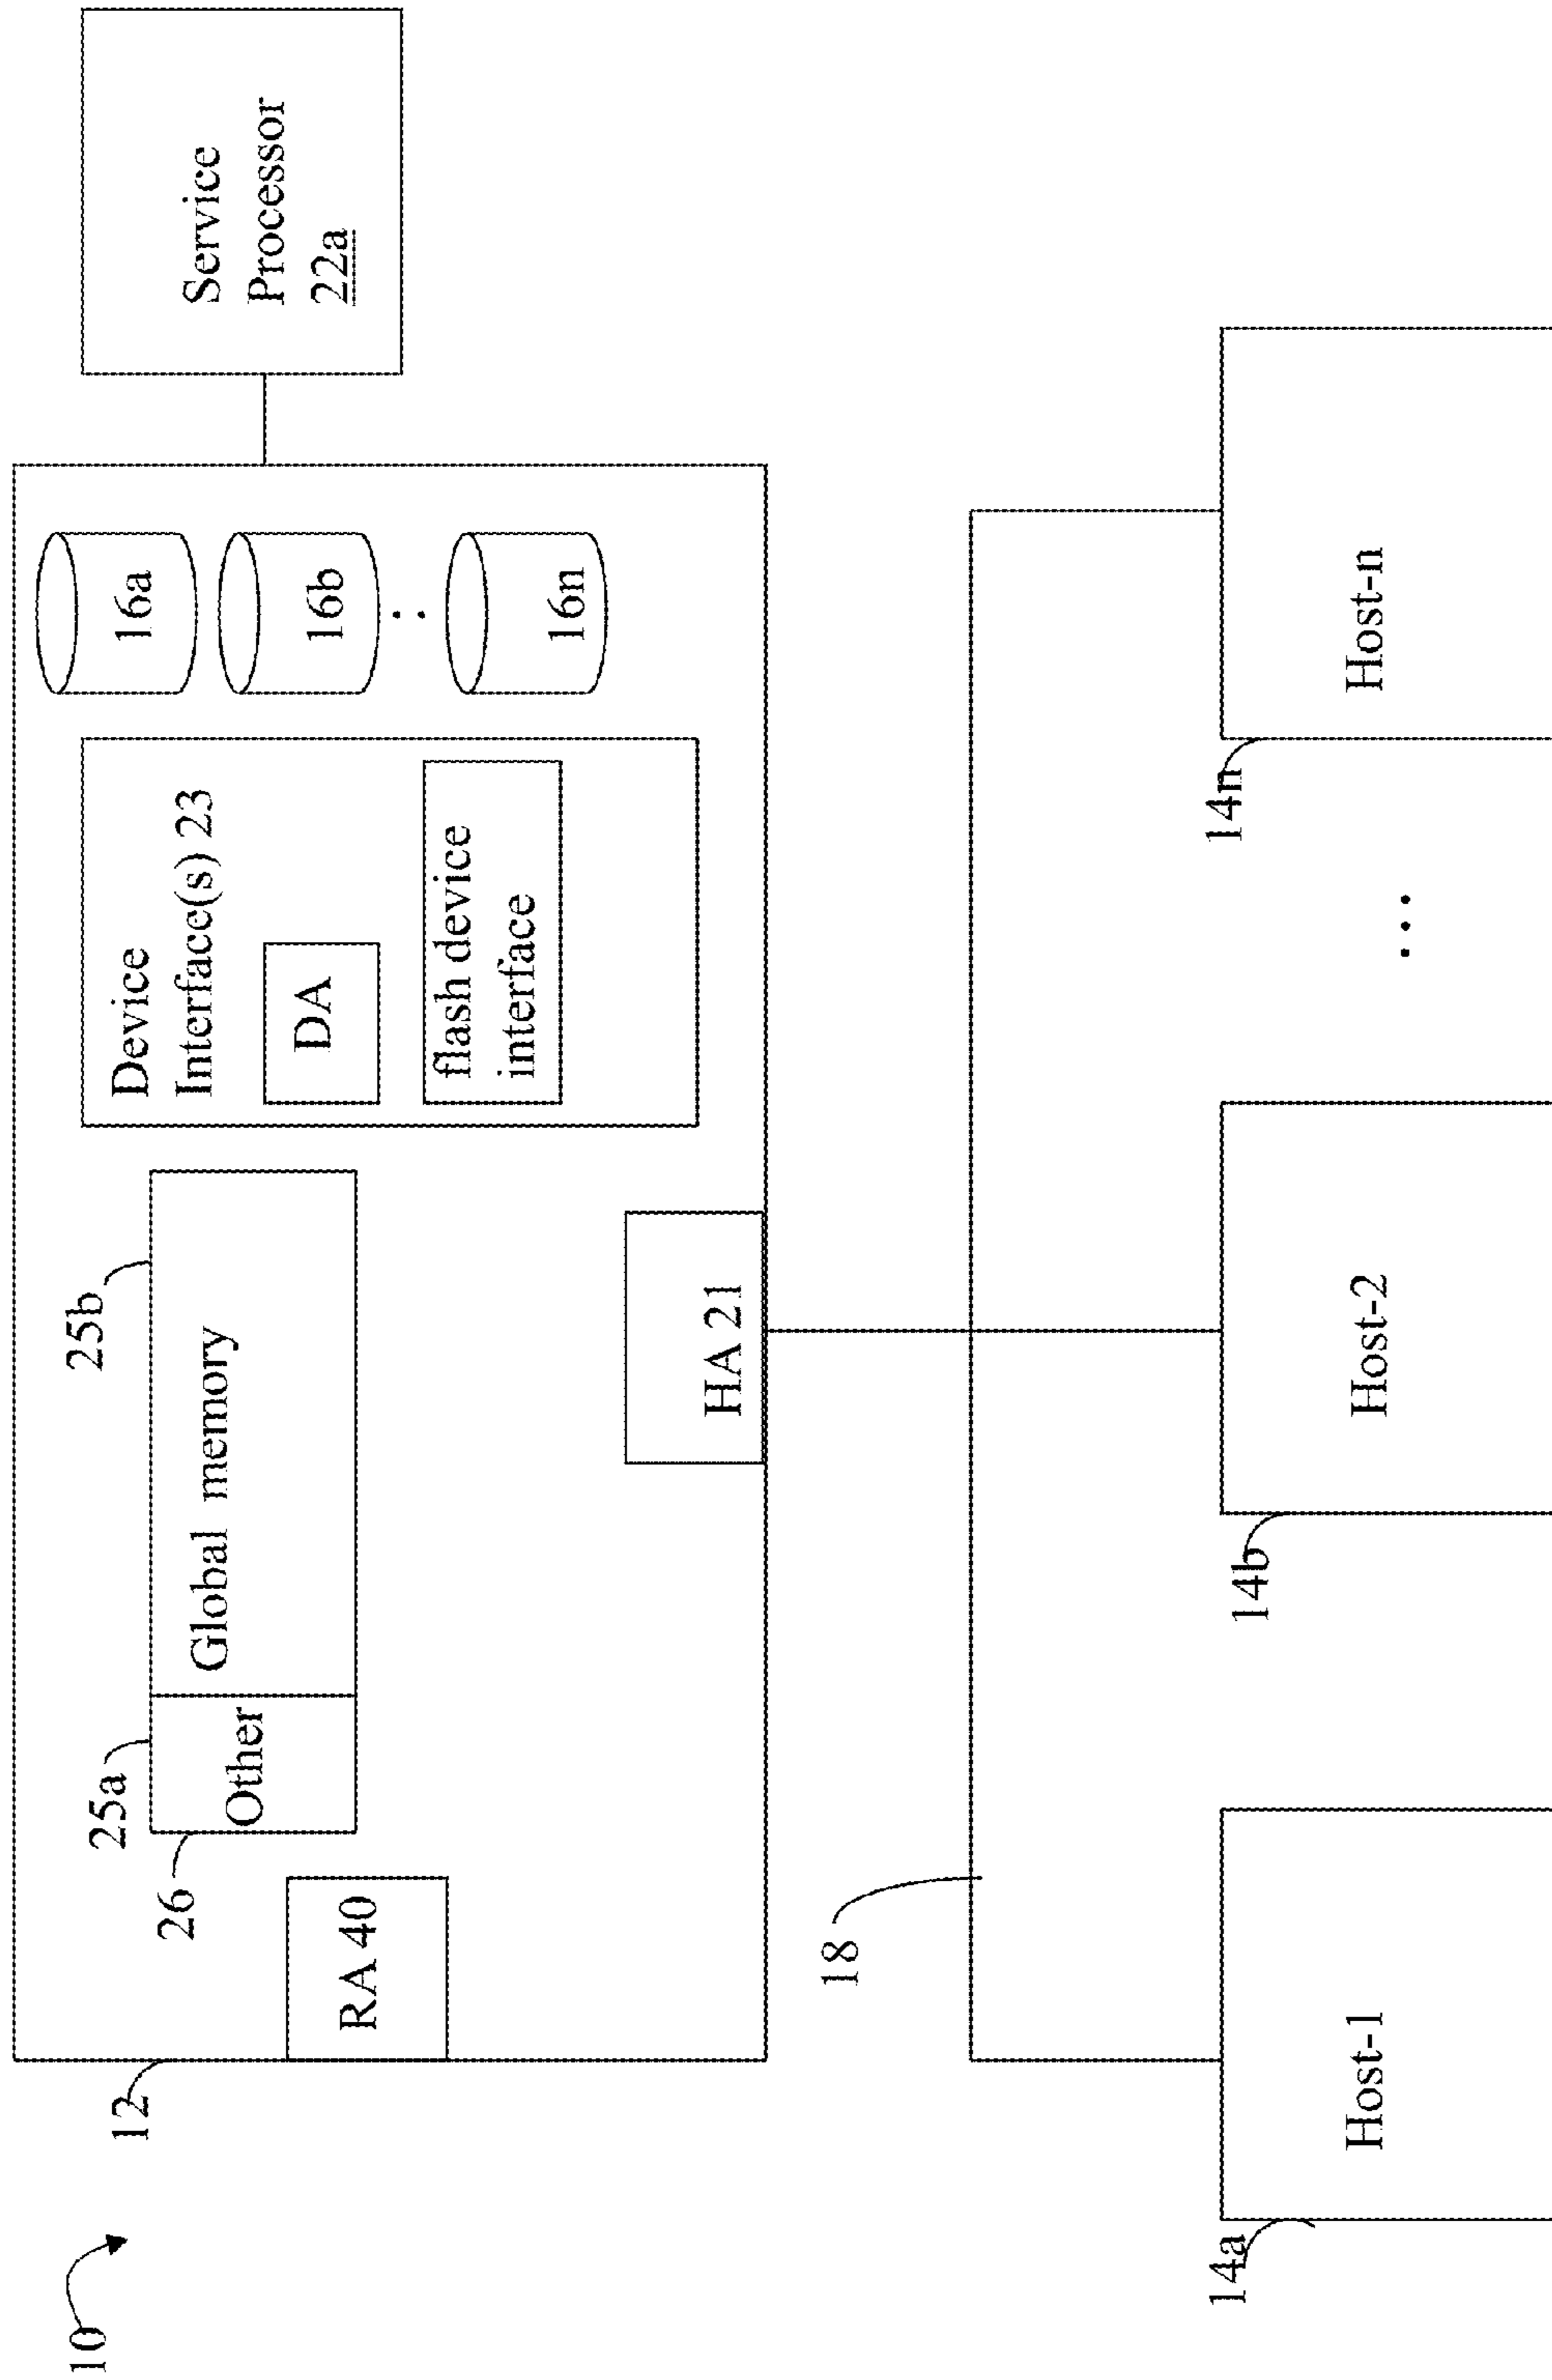 10
12
RA 40
26
25a
Other
25b
Global memory
HA 21
Device
Interface(s) 23
DA
flash device
interface
16a
16b
16n
Service
Processor
22a
18
14a
Host-1
14b
Host-2
...
14n
Host-n